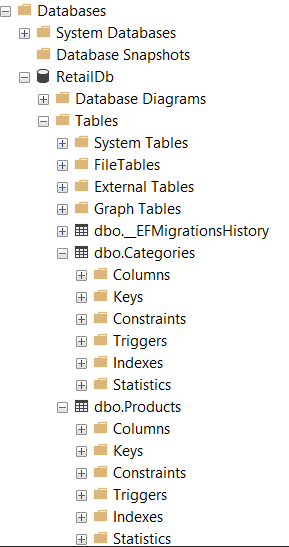 Databases
System Databases
Database Snapshots
RetailDb
Database Diagrams
Tables
System Tables
FileTables
External Tables
Graph Tables
dbo.__EFMigrationsHistory
dbo.Categories
Columns
Keys
Constraints
Triggers
Indexes
Statistics
dbo.Products
Columns
Keys
Constraints
Triggers
Indexes
Statistics